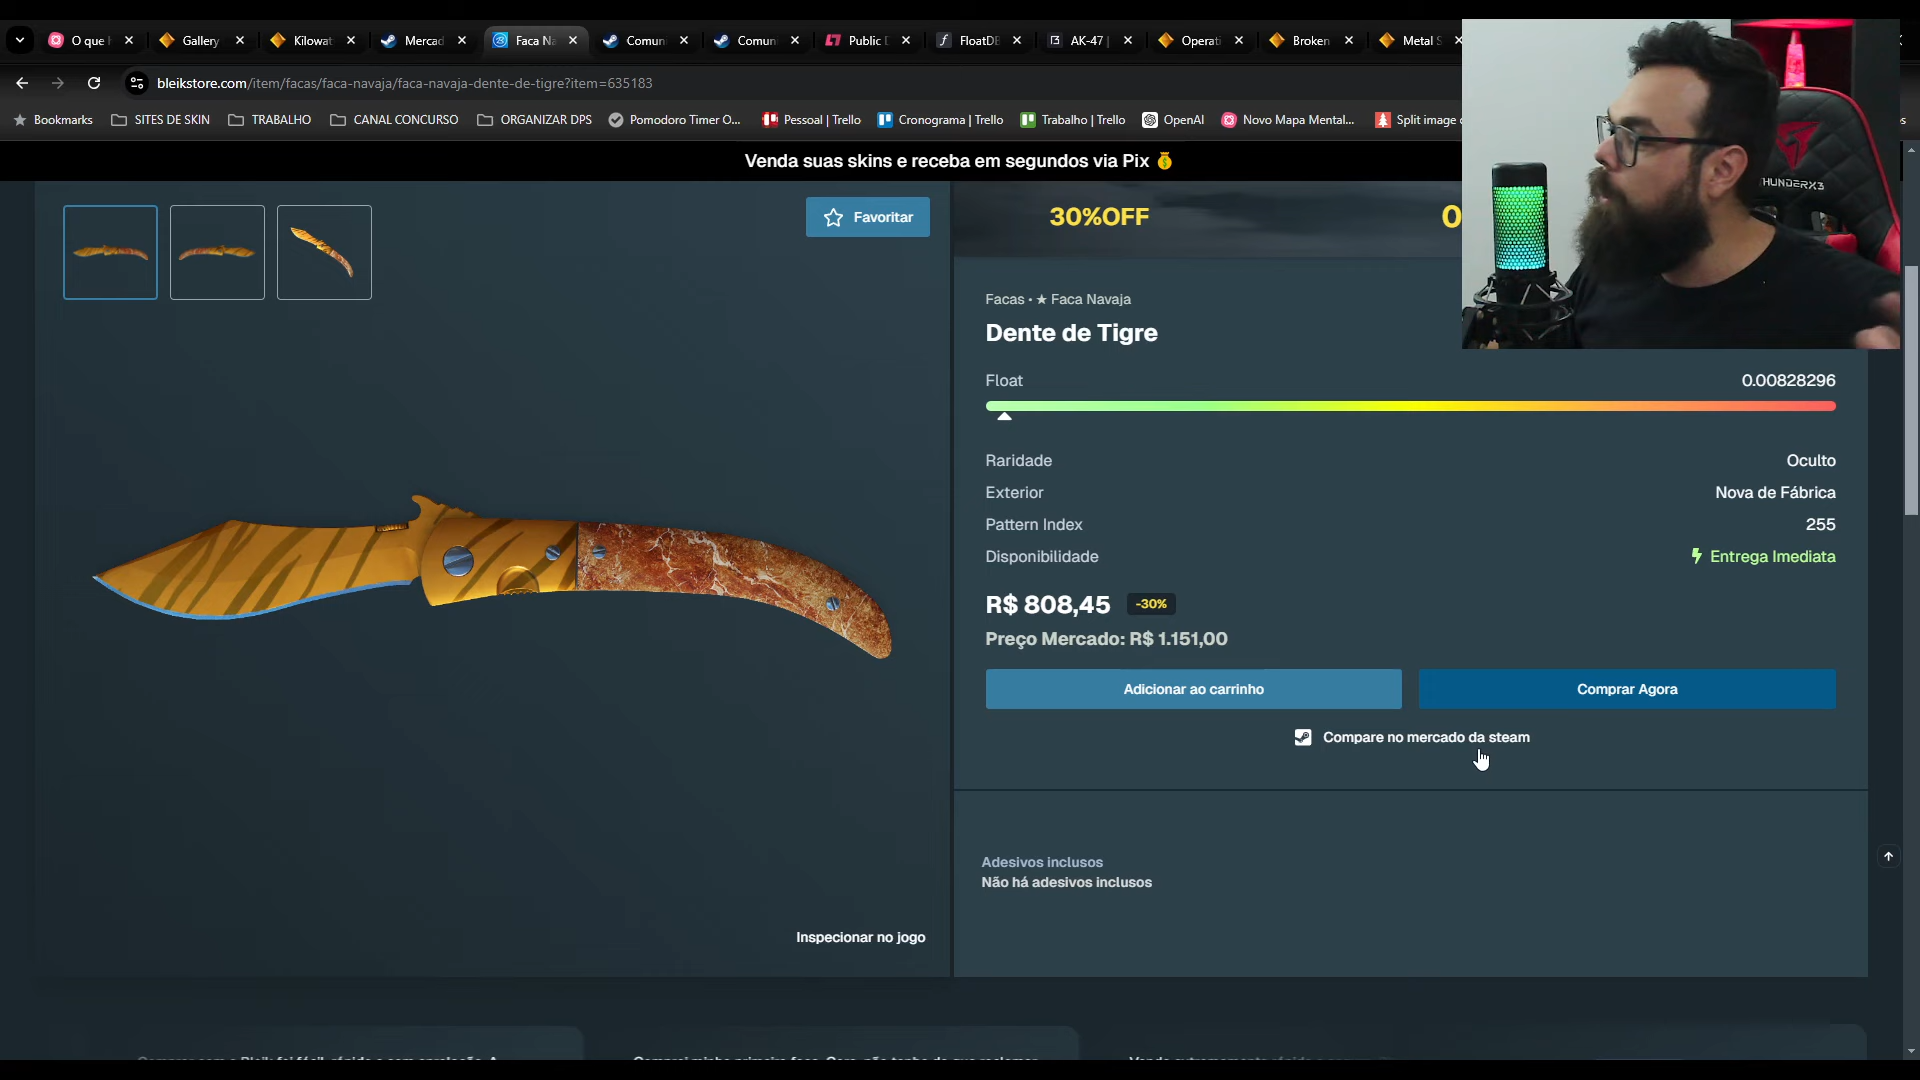 O que
Gallery
Kilowat
Mercad
Faca Na
Comun
Comun
Public D
FloatDB
AK-47 |
Operati
Broken
Metal S
bleikstore.com/item/facas/faca-navaja/faca-navaja-dente-de-tigre?item=635183
Bookmarks
SITES DE SKIN
TRABALHO
CANAL CONCURSO
ORGANIZAR DPS
Pomodoro Timer O...
Pessoal | Trello
Cronograma | Trello
Trabalho | Trello
OpenAI
Novo Mapa Mental...
Split image
Venda suas skins e receba em segundos via Pix 💰
Favoritar
30%OFF
0
THUNDERX3
Facas • ★ Faca Navaja
Dente de Tigre
Float 0.00828296
Raridade Oculto
Exterior Nova de Fábrica
Pattern Index 255
Disponibilidade Entrega Imediata
R$ 808,45 -30%
Preço Mercado: R$ 1.151,00
Adicionar ao carrinho
Comprar Agora
Compare no mercado da steam
Adesivos inclusos
Não há adesivos inclusos
Inspecionar no jogo